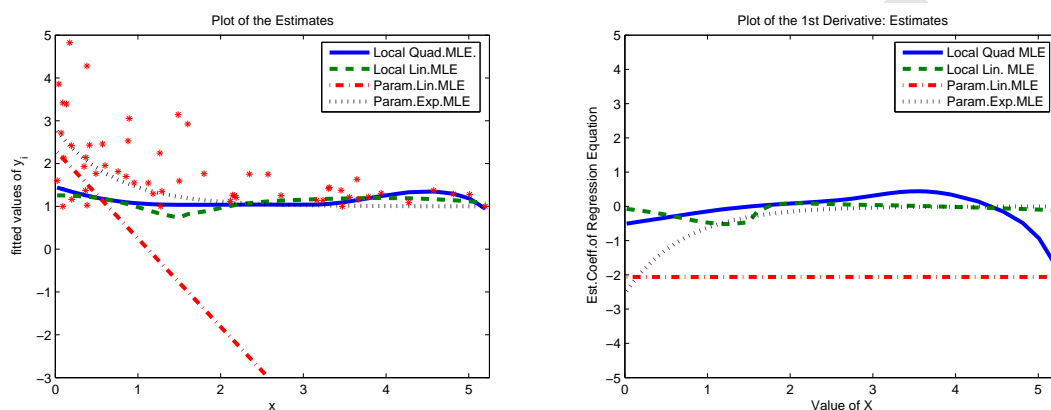 Plot of the Estimates
5
4
3
2
1
0
−1
−2
−3
0
1
2
3
4
5
x
fitted values of y_i
Local Quad.MLE.
Local Lin.MLE
Param.Lin.MLE
Param.Exp.MLE
Plot of the 1st Derivative: Estimates
5
4
3
2
1
0
−1
−2
−3
−4
−5
0
1
2
3
4
5
Value of X
Est.Coeff.of Regression Equation
Local Quad MLE
Local Lin. MLE
Param.Lin.MLE
Param.Exp.MLE